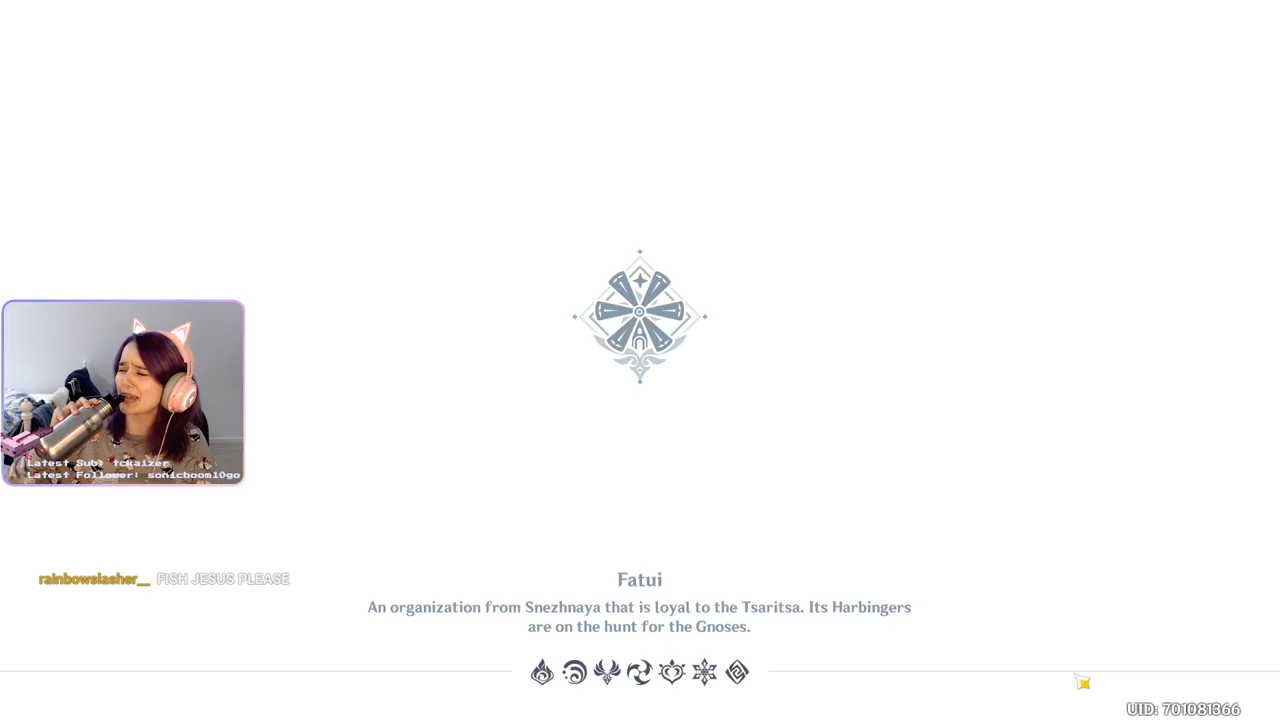 Latest Sub: tckaizer
Latest Follower: sonicboom10go
rainbowslasher__ FISH JESUS PLEASE
Fatui
An organization from Snezhnaya that is loyal to the Tsaritsa. Its Harbingers
are on the hunt for the Gnoses.
UID: 701081366